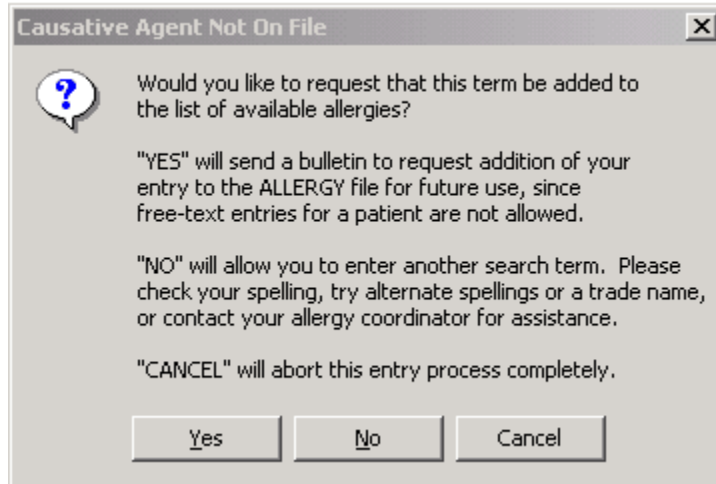 Causative Agent Not On File
Would you like to request that this term be added to
the list of available allergies?
"YES" will send a bulletin to request addition of your
entry to the ALLERGY file for future use, since
free-text entries for a patient are not allowed.
"NO" will allow you to enter another search term.  Please
check your spelling, try alternate spellings or a trade name,
or contact your allergy coordinator for assistance.
"CANCEL" will abort this entry process completely.
Yes No Cancel